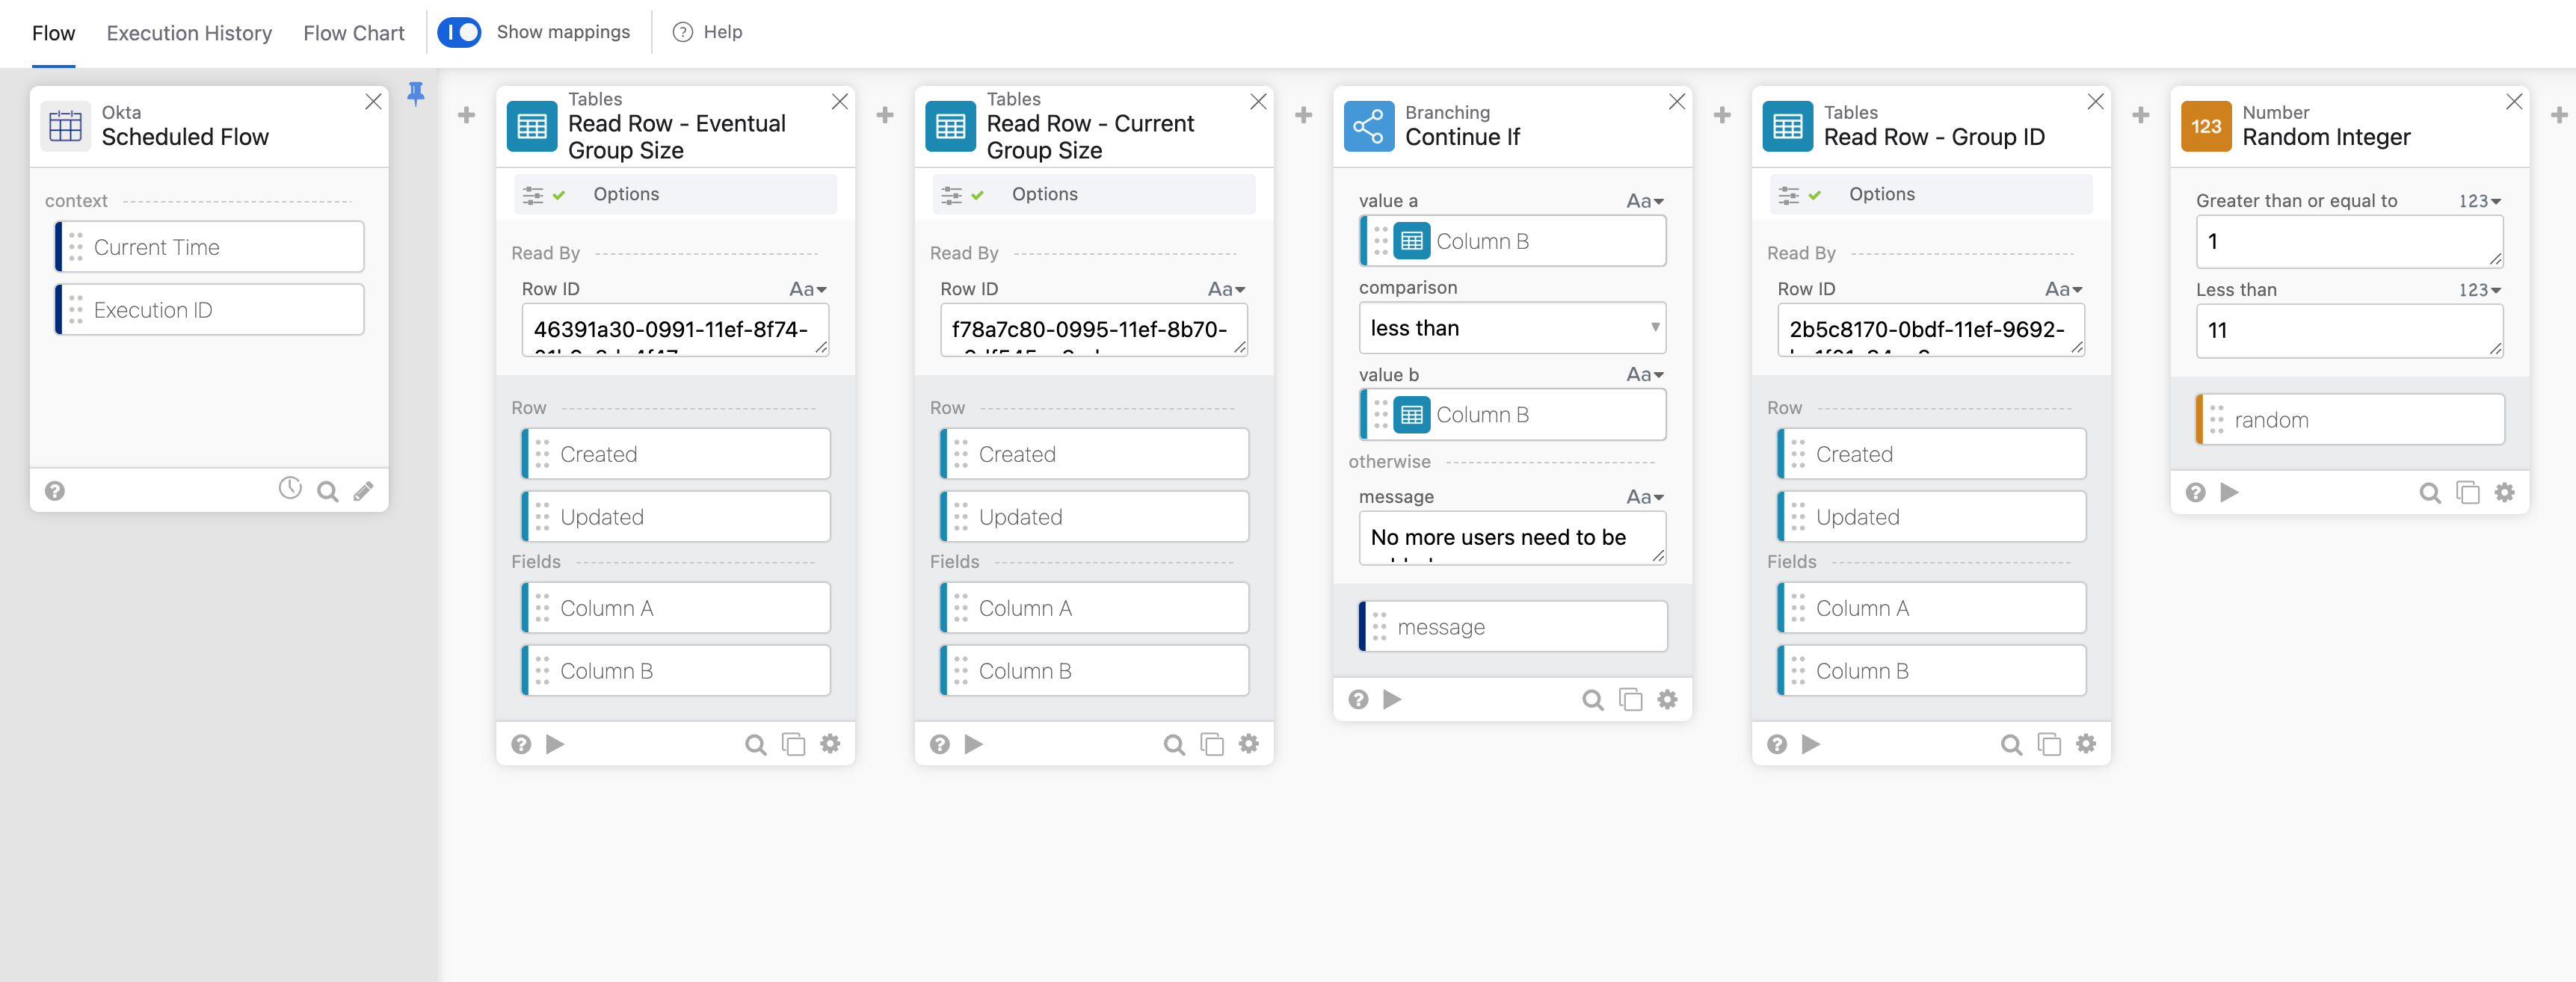 Flow
Execution History
Flow Chart
Show mappings
? Help
Okta
Scheduled Flow
context
Current Time
Execution ID
Tables
Read Row - Eventual
Group Size
Options
Read By
Row ID
Aa
46391a30-0991-11ef-8f74-
Row
Created
Updated
Fields
Column A
Column B
Tables
Read Row - Current
Group Size
Options
Read By
Row ID
Aa
f78a7c80-0995-11ef-8b70-
Row
Created
Updated
Fields
Column A
Column B
Branching
Continue If
value a
Aa
Column B
comparison
less than
value b
Aa
Column B
otherwise
message
Aa
No more users need to be
message
Tables
Read Row - Group ID
Options
Read By
Row ID
Aa
2b5c8170-0bdf-11ef-9692-
Row
Created
Updated
Fields
Column A
Column B
123
Number
Random Integer
Greater than or equal to
123
1
Less than
123
11
random